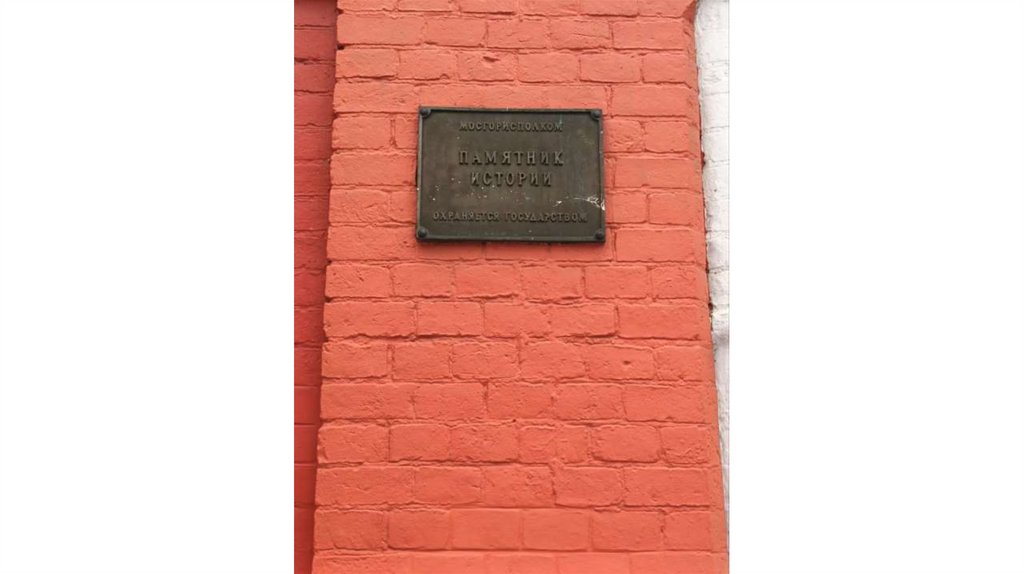 МОСГОРИСПОЛКОМ
ПАМЯТНИК
ИСТОРИИ
ОХРАНЯЕТСЯ ГОСУДАРСТВОМ